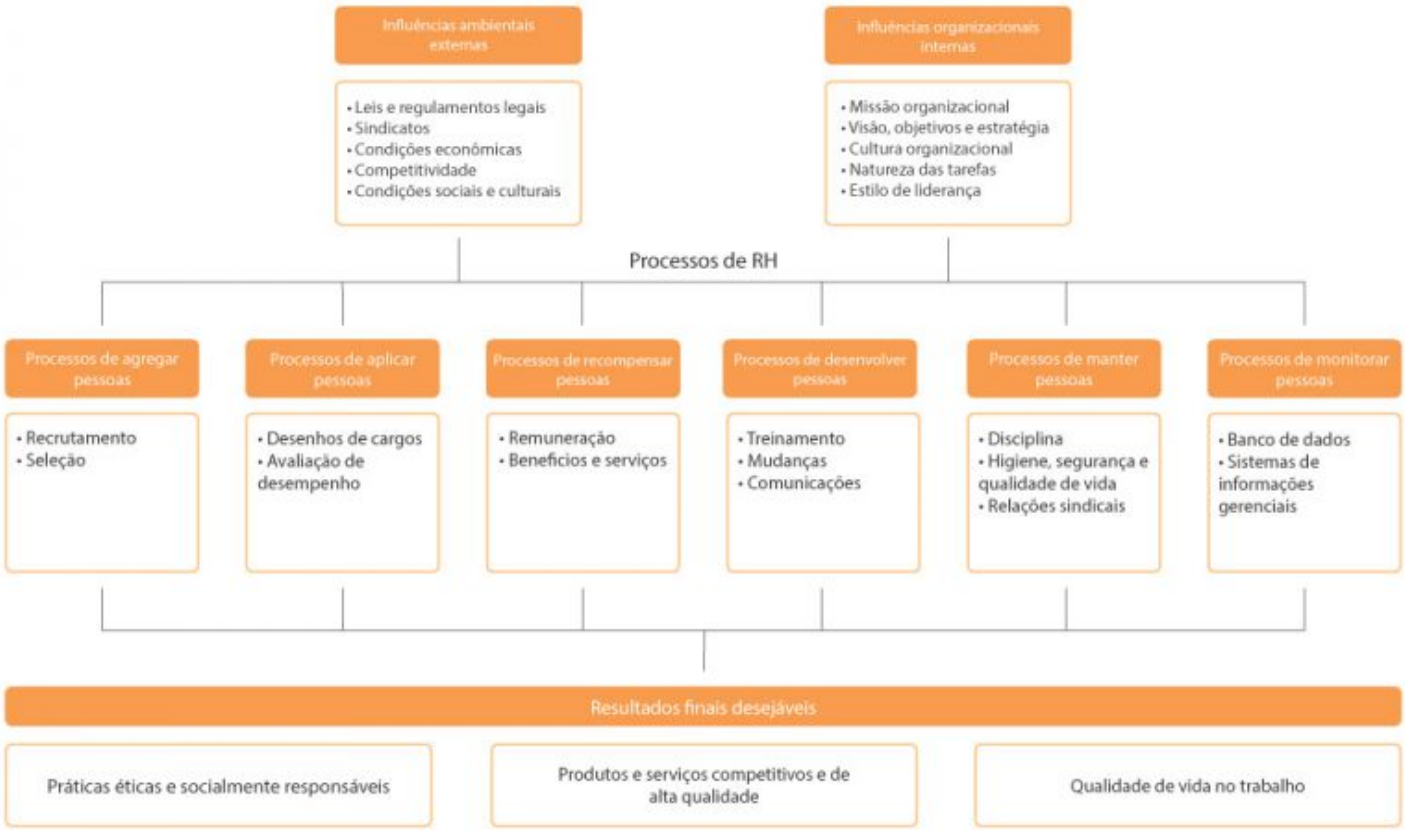 Influências ambientais
externas
• Leis e regulamentos legais
• Sindicatos
• Condições econômicas
• Competitividade
• Condições sociais e culturais
Influências organizacionais
internas
• Missão organizacional
• Visão, objetivos e estratégia
• Cultura organizacional
• Natureza das tarefas
• Estilo de liderança
Processos de RH
Processos de agregar
pessoas
• Recrutamento
• Seleção
Processos de aplicar
pessoas
• Desenhos de cargos
• Avaliação de
desempenho
Processos de recompensar
pessoas
• Remuneração
• Beneficios e serviços
Processos de desenvolver
pessoas
• Treinamento
• Mudanças
• Comunicações
Processos de manter
pessoas
• Disciplina
• Higiene, segurança e
qualidade de vida
• Relações sindicais
Processos de monitorar
pessoas
• Banco de dados
• Sistemas de
informações
gerenciais
Resultados finais desejáveis
Práticas éticas e socialmente responsáveis
Produtos e serviços competitivos e de
alta qualidade
Qualidade de vida no trabalho